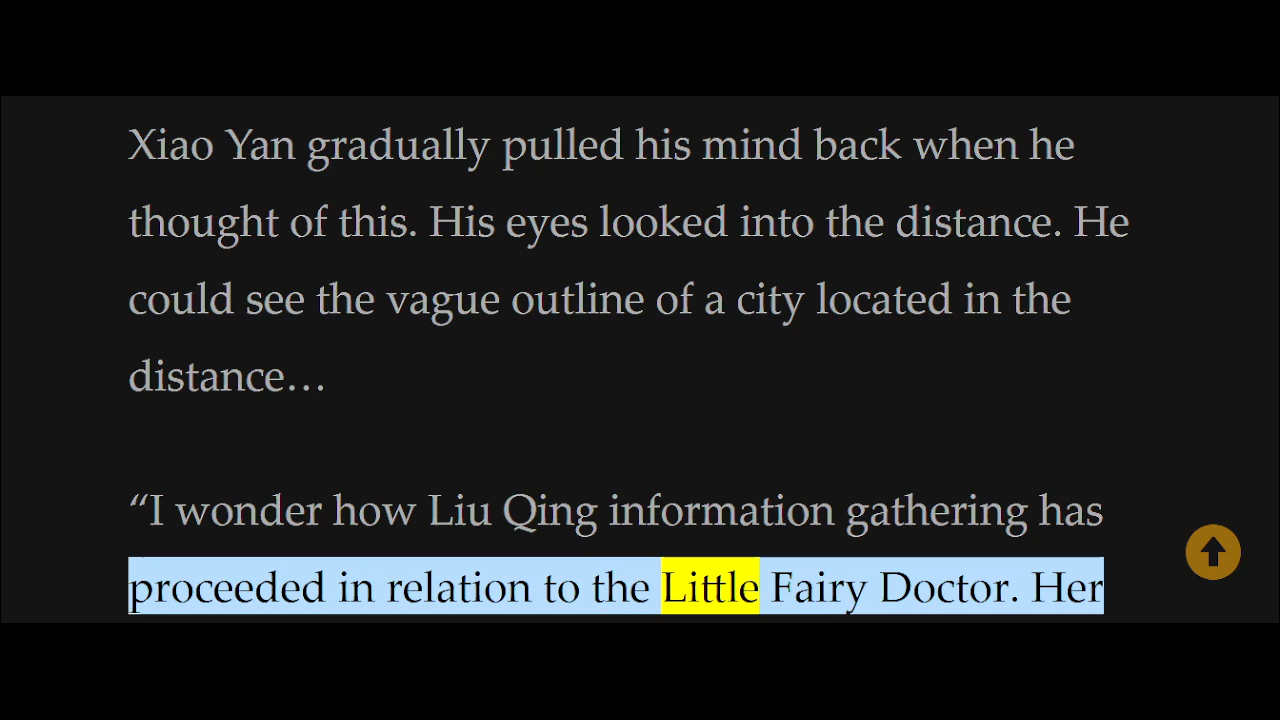 Xiao Yan gradually pulled his mind back when he
thought of this. His eyes looked into the distance. He
could see the vague outline of a city located in the
distance…
“I wonder how Liu Qing information gathering has
proceeded in relation to the Little Fairy Doctor. Her